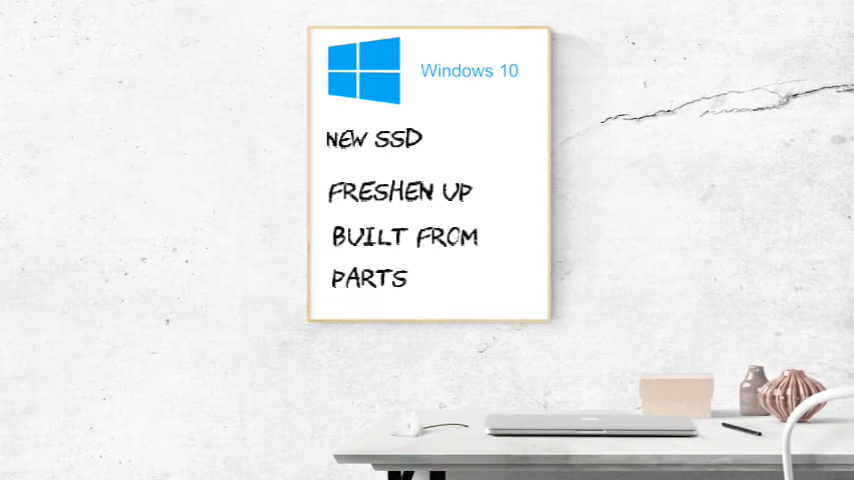 Windows 10
NEW SSD
FRESHEN UP
BUILT FROM
PARTS